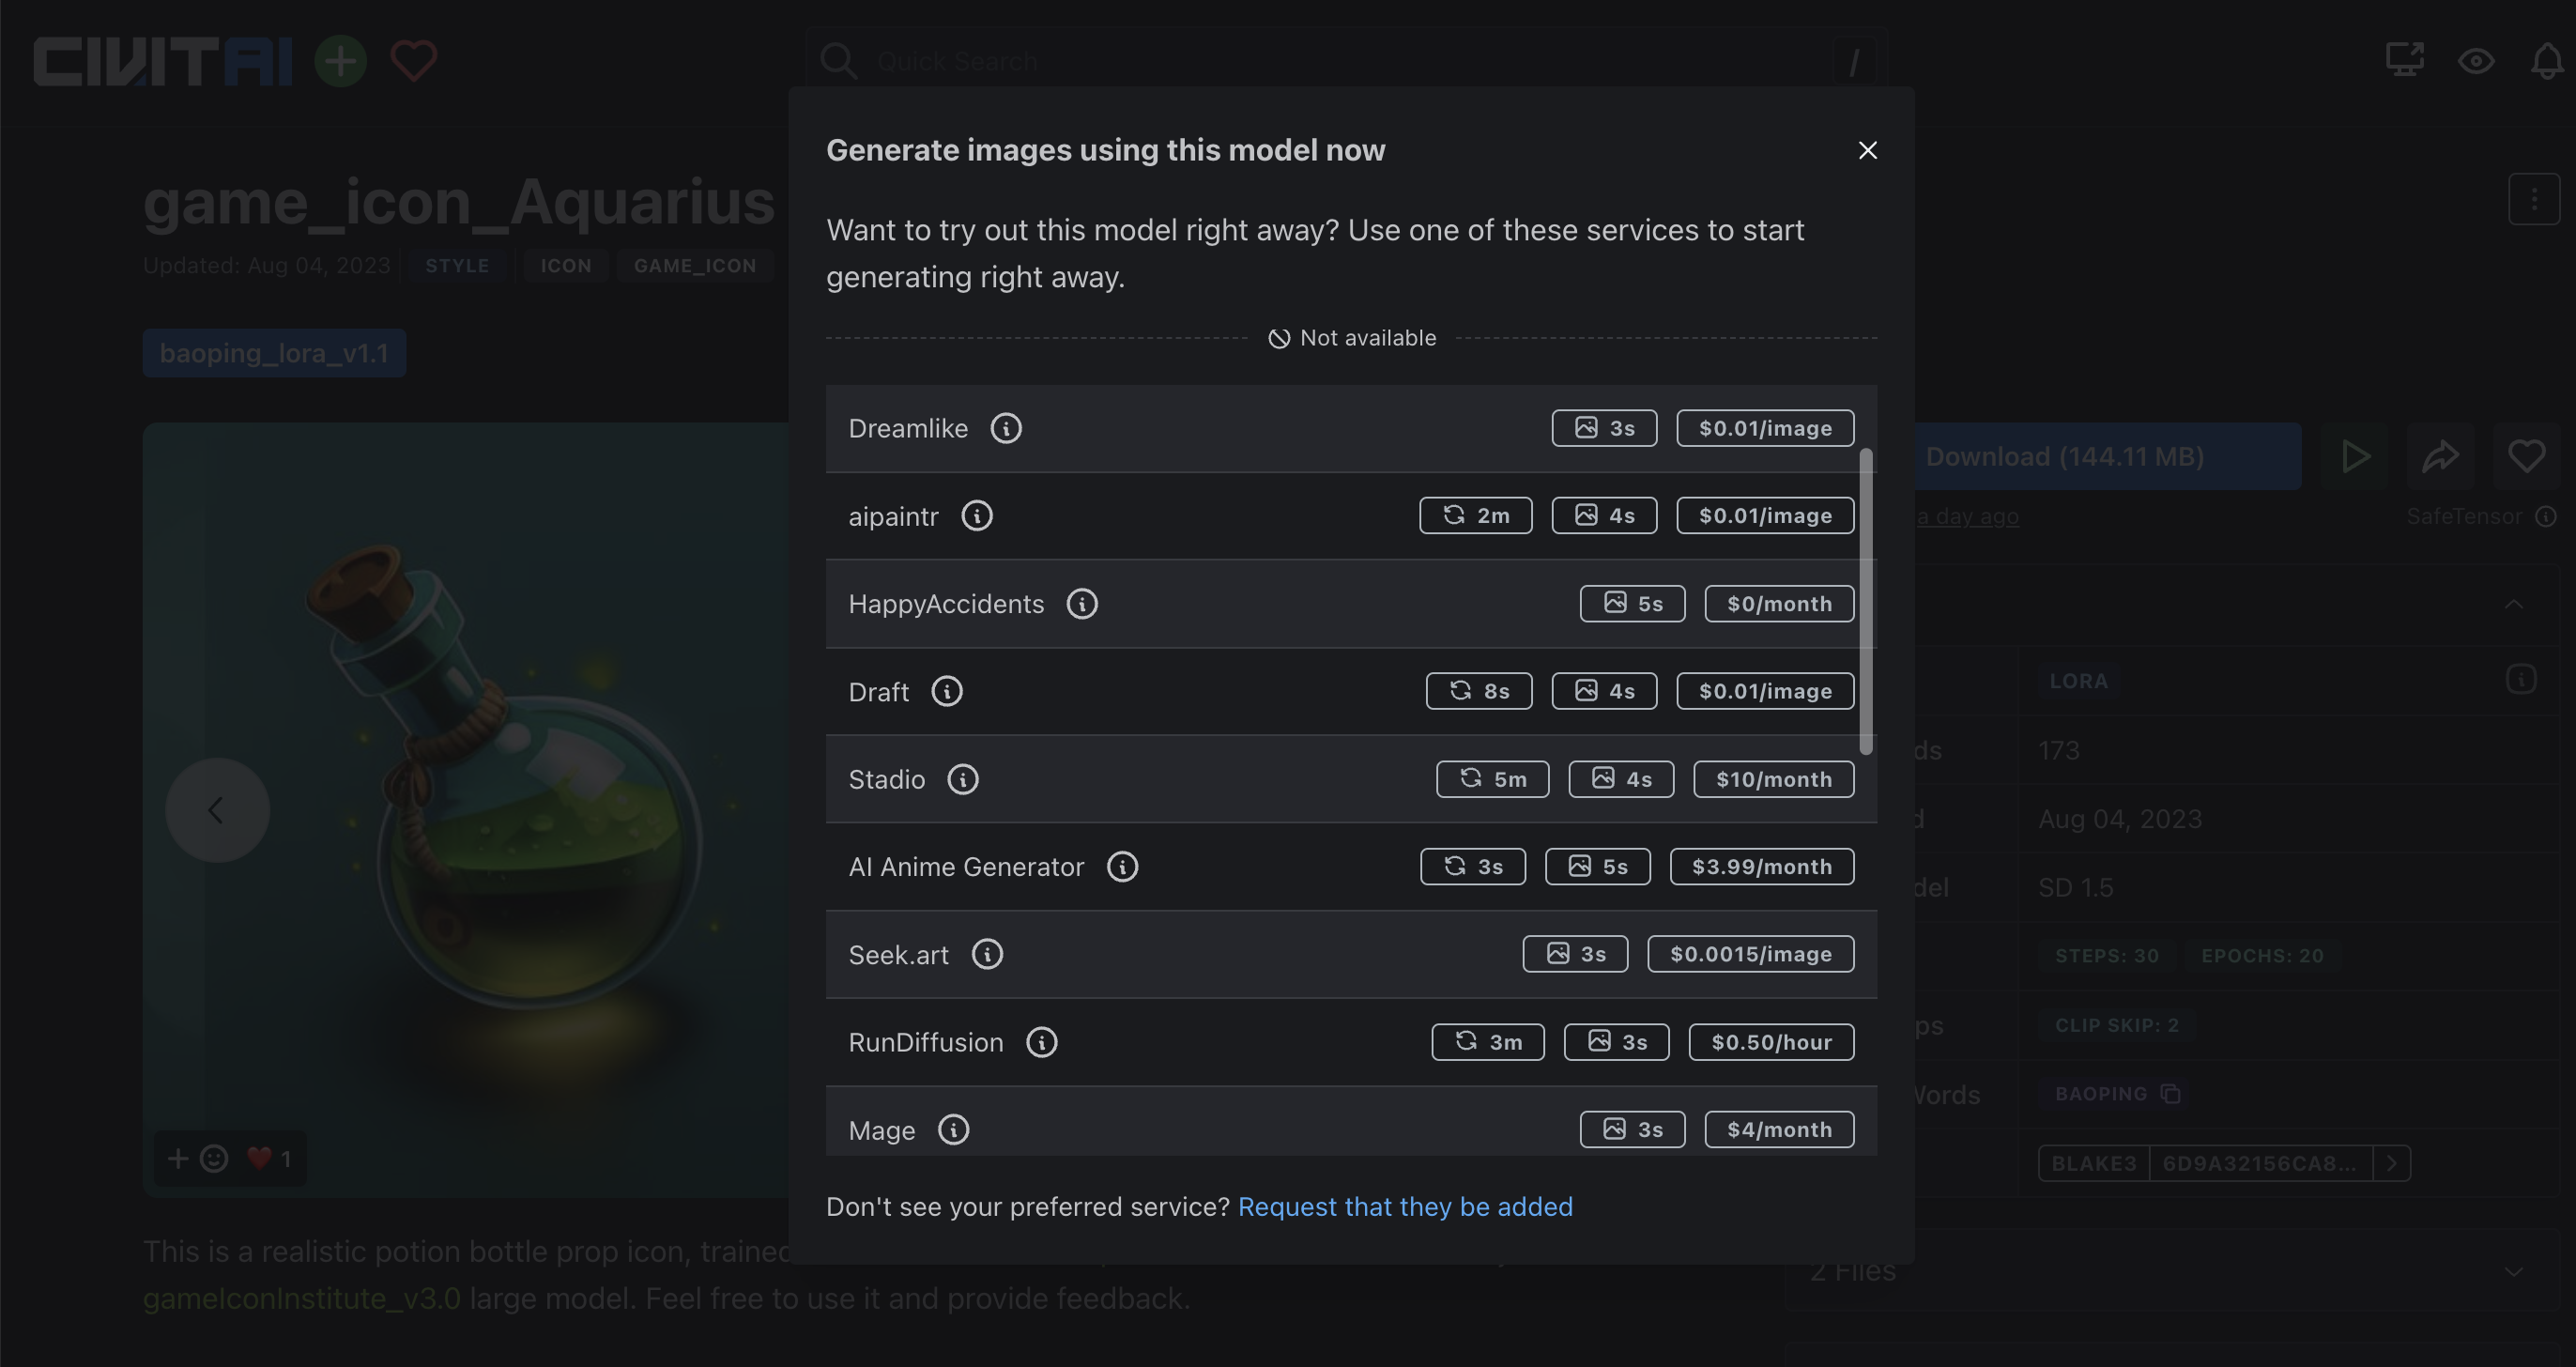 CIVITAI
Quick Search
/
Generate images using this model now
Want to try out this model right away? Use one of these services to start
generating right away.
Not available
Dreamlike 3s $0.01/image
aipaintr 2m 4s $0.01/image
HappyAccidents 5s $0/month
Draft 8s 4s $0.01/image
Stadio 5m 4s $10/month
AI Anime Generator 3s 5s $3.99/month
Seek.art 3s $0.0015/image
RunDiffusion 3m 3s $0.50/hour
Mage 3s $4/month
Don't see your preferred service? Request that they be added
game_icon_Aquarius
Updated: Aug 04, 2023 STYLE ICON GAME_ICON
baoping_lora_v1.1
1
This is a realistic potion bottle prop icon, trained
gameIconInstitute_v3.0 large model. Feel free to use it and provide feedback.
Download (144.11 MB)
a day ago SafeTensor
LORA
ds 173
d Aug 04, 2023
del SD 1.5
STEPS: 30 EPOCHS: 20
ps CLIP SKIP: 2
Words BAOPING
BLAKE3 6D9A32156CA8...
2 Files